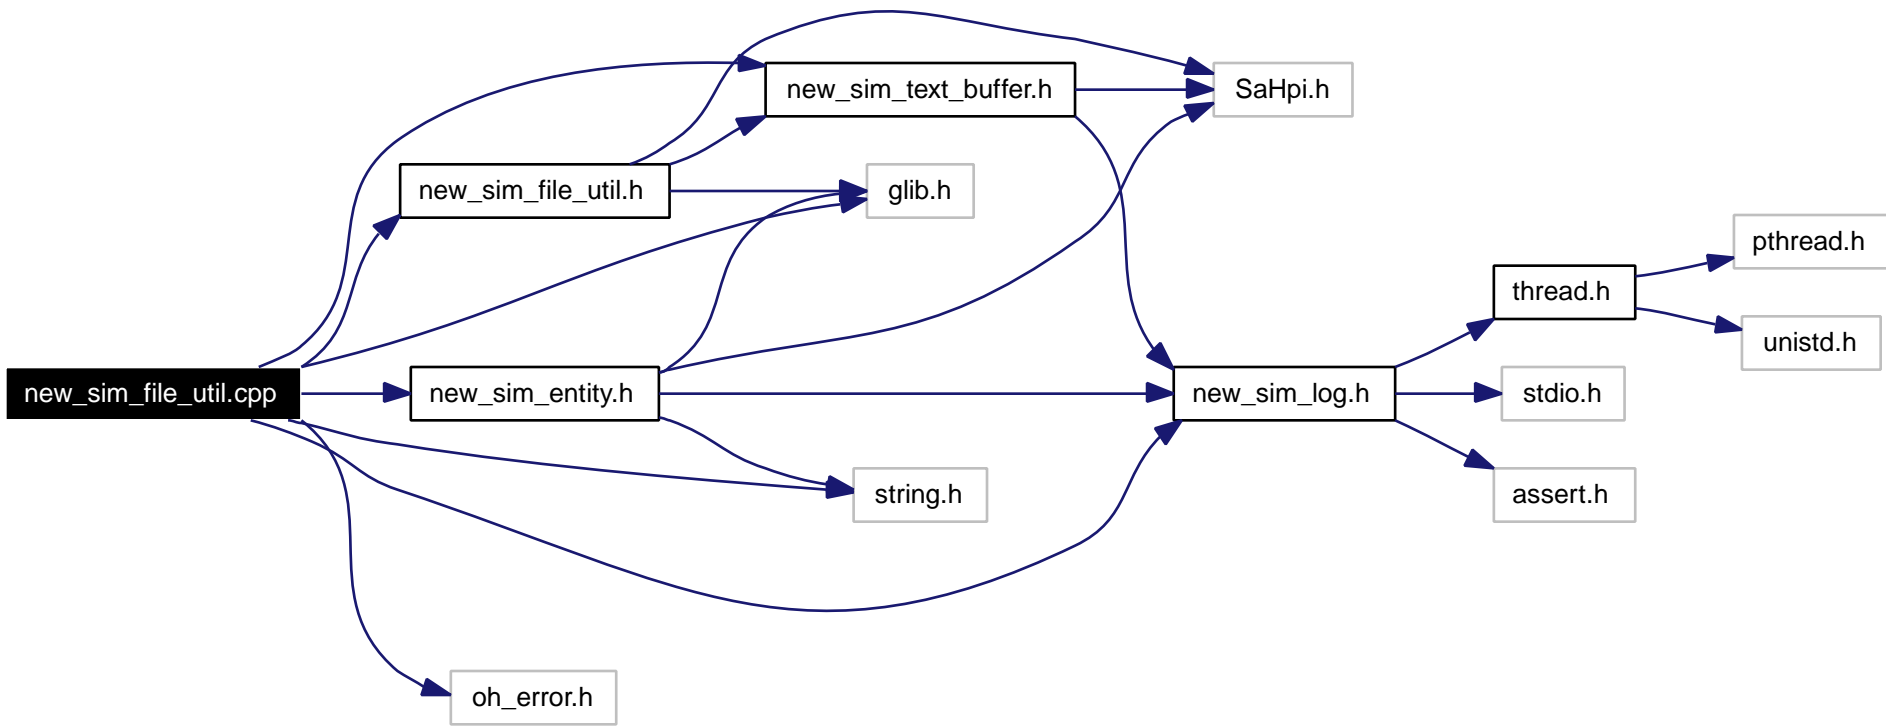 new_sim_text_buffer.h
SaHpi.h
new_sim_file_util.h
glib.h
pthread.h
thread.h
unistd.h
new_sim_file_util.cpp
new_sim_entity.h
new_sim_log.h
stdio.h
string.h
assert.h
oh_error.h